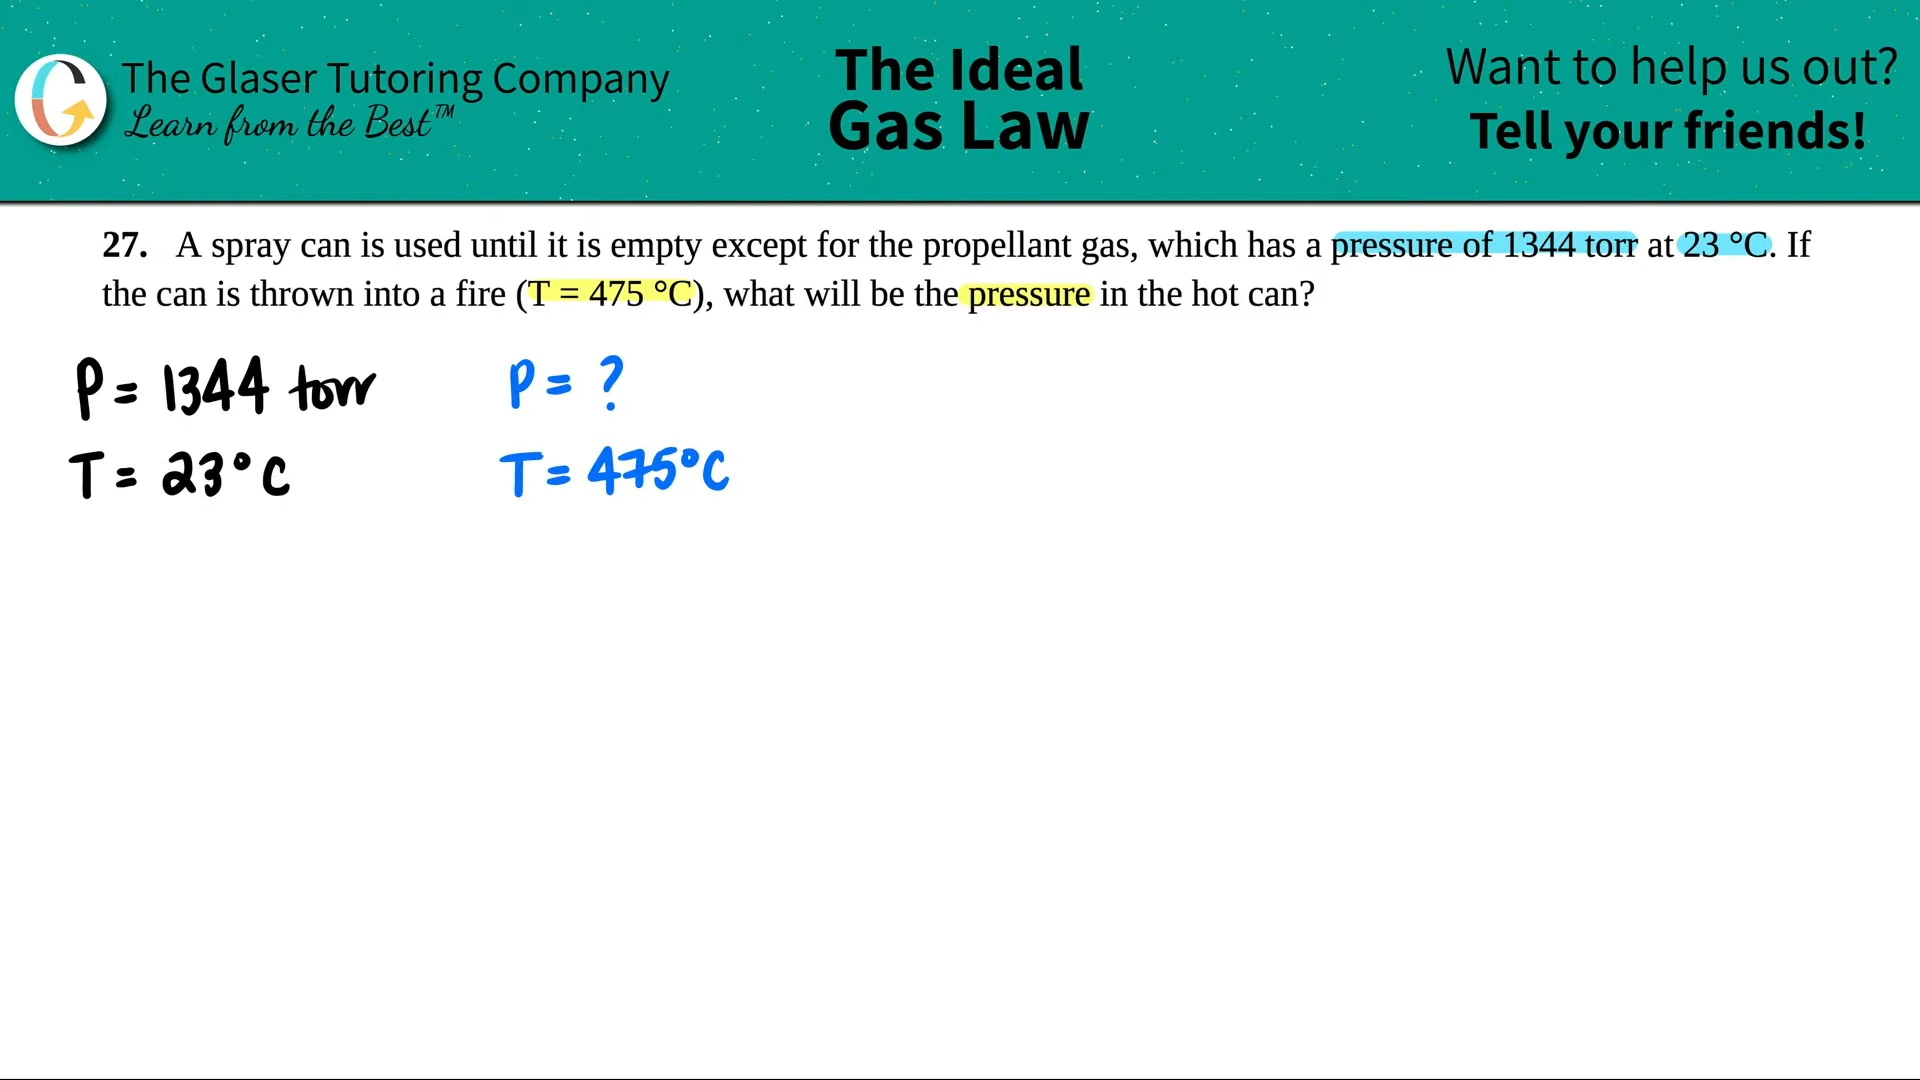 The Glaser Tutoring Company
Learn from the Best™
The Ideal
Gas Law
Want to help us out?
Tell your friends!
27. A spray can is used until it is empty except for the propellant gas, which has a pressure of 1344 torr at 23 °C. If
the can is thrown into a fire (T = 475 °C), what will be the pressure in the hot can?
P = 1344 torr
T = 23°C
P = ?
T = 475°C